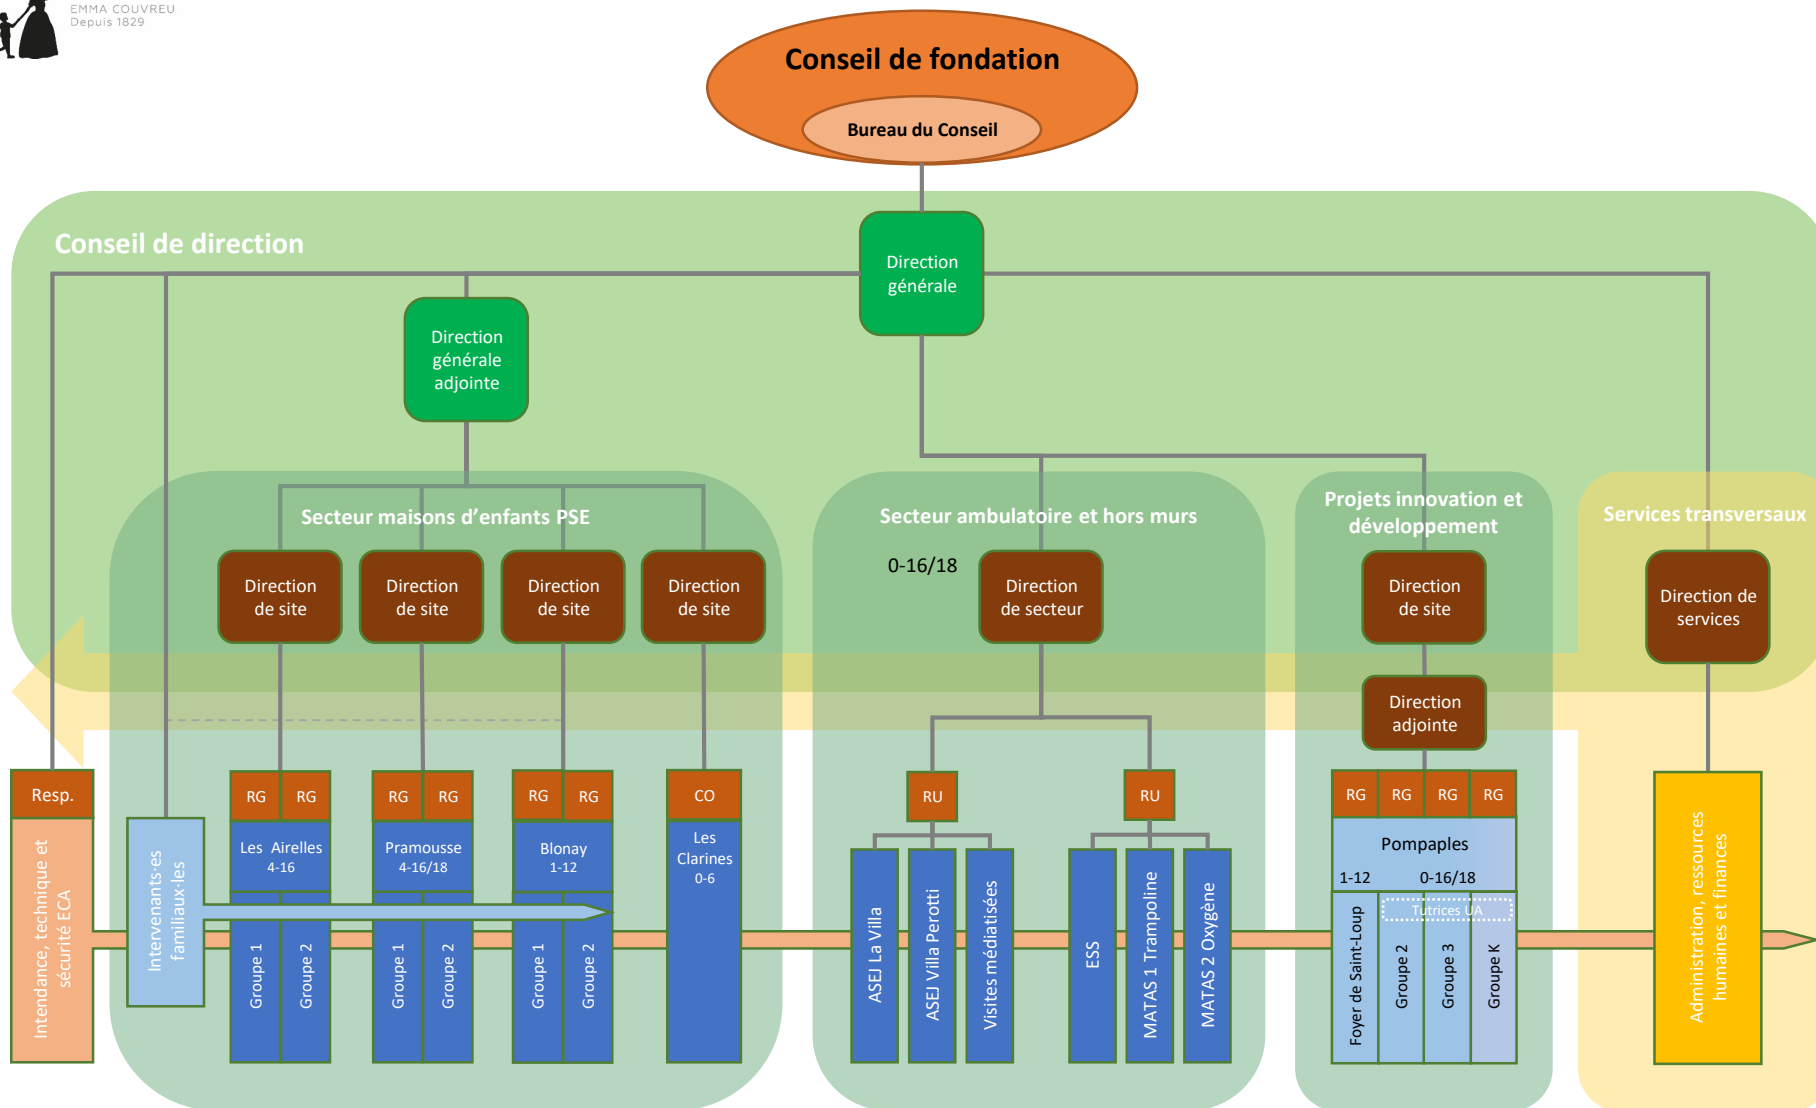 EMMA COUVREU
Depuis 1829
Conseil de fondation
Bureau du Conseil
Conseil de direction
Direction
générale
Direction
générale
adjointe
Secteur maisons d'enfants PSE
Secteur ambulatoire et hors murs
Projets innovation et
développement
Services transversaux
0-16/18
Direction
de site
Direction
de site
Direction
de site
Direction
de site
Direction
de secteur
Direction
de site
Direction de
services
Direction
adjointe
Resp.
RG
RG
RG
RG
RG
RG
CO
RU
RU
RG
RG
RG
RG
Intendance, technique et
sécurité ECA
Intervenants·es
familiaux·les
Les Airelles
4-16
Pramousse
4-16/18
Blonay
1-12
Les
Clarines
0-6
Pompaples
1-12
0-16/18
Tutrices UA
Groupe 1
Groupe 2
Groupe 1
Groupe 2
Groupe 1
Groupe 2
ASEJ La Villa
ASEJ Villa Perotti
Visites médiatisées
ESS
MATAS 1 Trampoline
MATAS 2 Oxygène
Foyer de Saint-Loup
Groupe 2
Groupe 3
Groupe K
Administration, ressources
humaines et finances